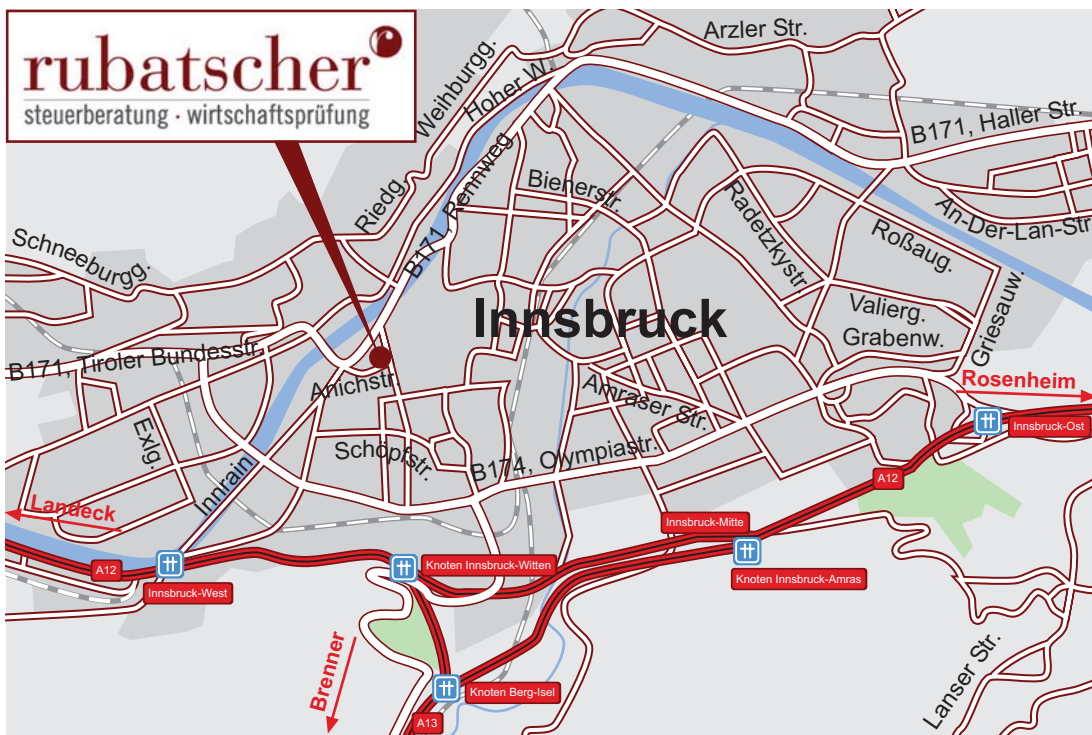 rubatscher
steuerberatung · wirtschaftsprüfung
Arzler Str.
Weihburgg.
Hoher W.
B171, Haller Str.
Riedg.
B171, Rennweg
Bienerstr.
Radetzkystr
An-Der-Lan-Str
Roßaug.
Schneeburgg.
Innsbruck
Valierg.
Grabenw.
Griesauw.
B171, Tiroler Bundesstr.
Anichstr.
Amraser Str.
Rosenheim
Innsbruck-Ost
Exlg.
Schöpfstr.
B174, Olympiastr.
Innrain
A12
Landeck
Innsbruck-Mitte
A12
Knoten Innsbruck-Witten
Knoten Innsbruck-Amras
Innsbruck-West
Brenner
Knoten Berg-Isel
A13
Lanser Str.